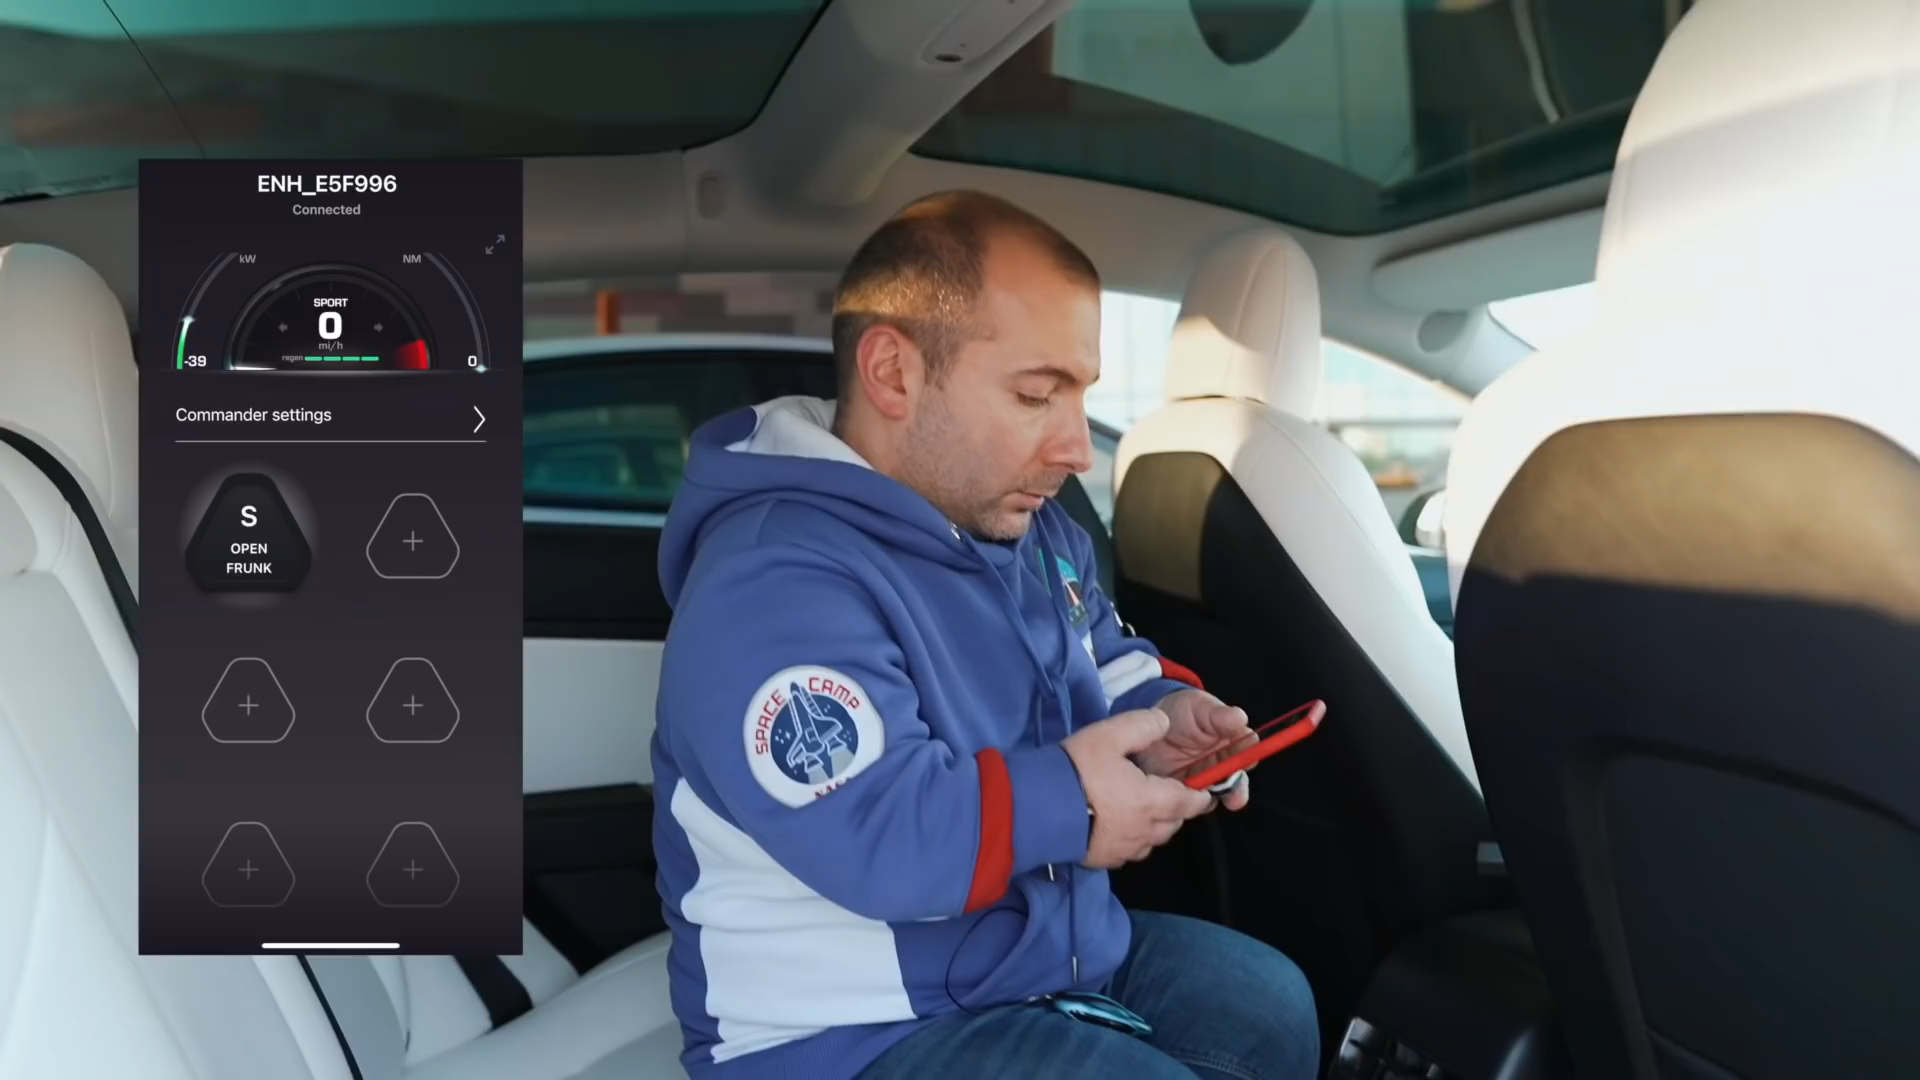 ENH_E5F996
Connected
kW
NM
SPORT
0
mi/h
regen
-39
0
Commander settings
S
OPEN
FRUNK
SPACE CAMP